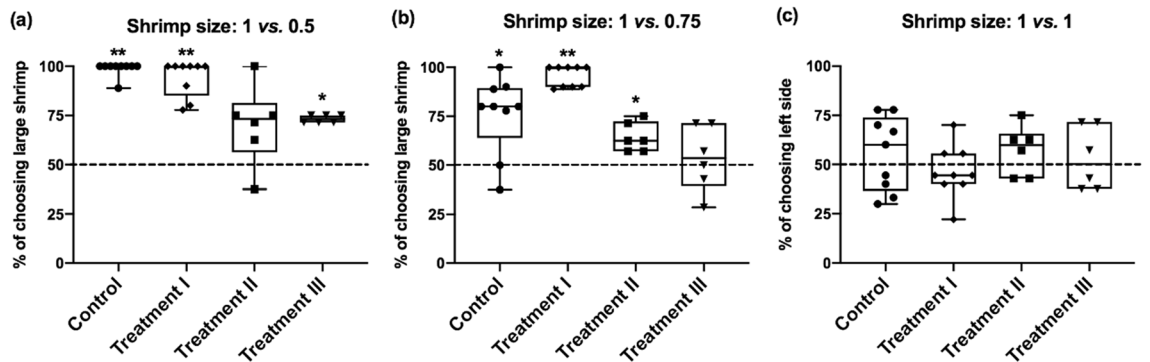 (a)
Shrimp size: 1 vs. 0.5
% of choosing large shrimp
100
75
50
25
0
**
**
*
Control
Treatment I
Treatment II
Treatment III
(b)
Shrimp size: 1 vs. 0.75
% of choosing large shrimp
100
75
50
25
0
*
**
*
Control
Treatment I
Treatment II
Treatment III
(c)
Shrimp size: 1 vs. 1
% of choosing left side
100
75
50
25
0
Control
Treatment I
Treatment II
Treatment III